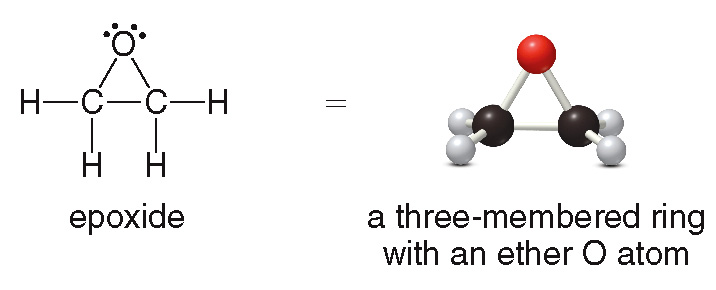 O
H—C—C—H
=
H H
epoxide
a three-membered ring
with an ether O atom